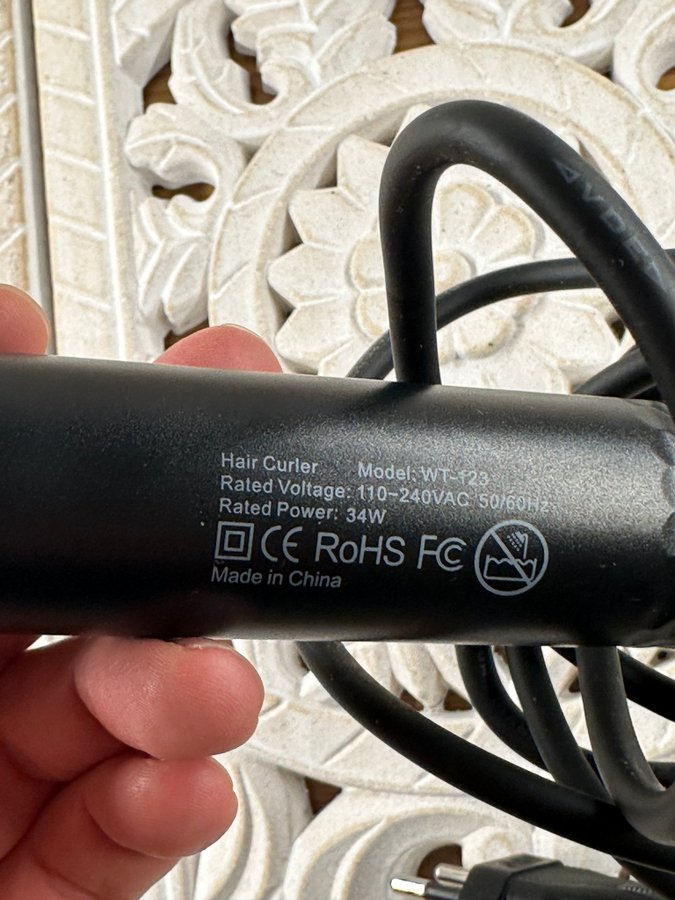 Hair Curler Model: WT-123
Rated Voltage: 110~240VAC 50/60Hz
Rated Power: 34W
CE RoHS FC
Made in China